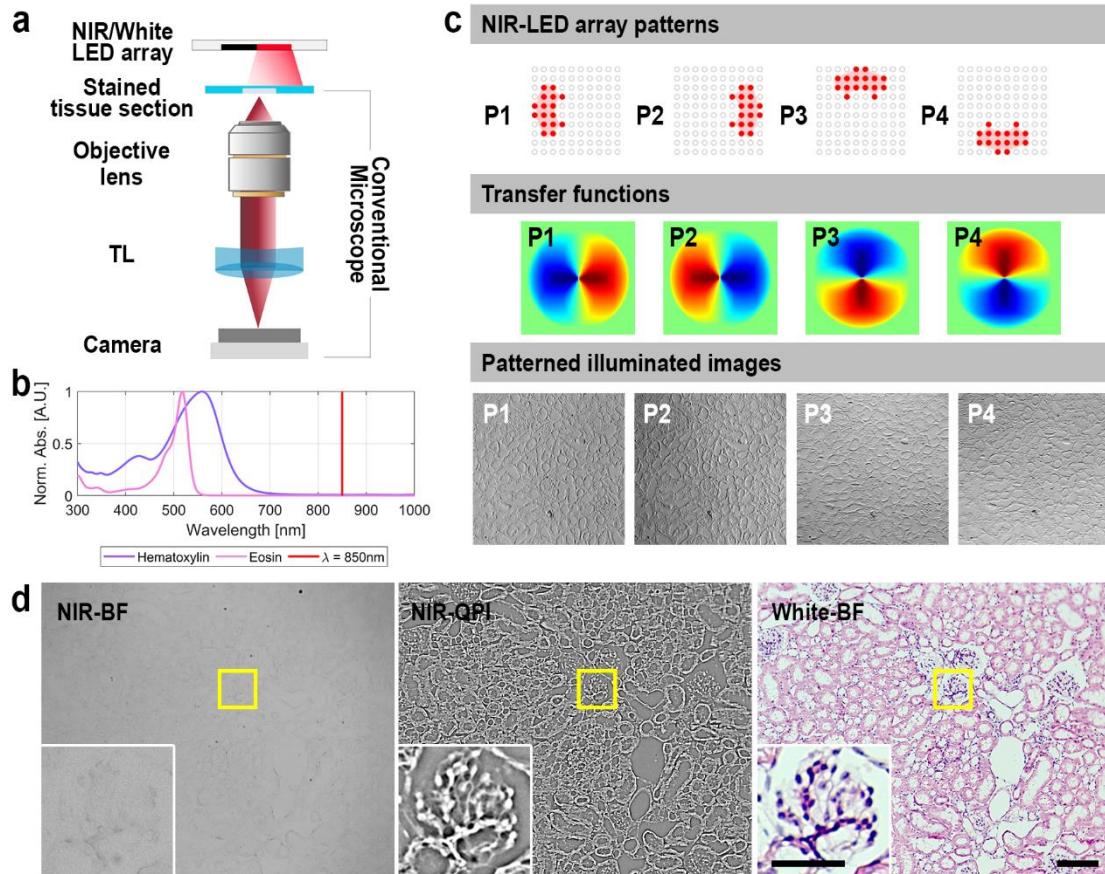 a
NIR/White
LED array
Stained
tissue section
Objective
lens
TL
Camera
Conventional
Microscope
b
Norm. Abs. [A.U.]
1
0.5
0
300 400 500 600 700 800 900 1000
Wavelength [nm]
Hematoxylin Eosin λ = 850nm
c
NIR-LED array patterns
P1 P2 P3 P4
Transfer functions
P1 P2 P3 P4
Patterned illuminated images
P1 P2 P3 P4
d
NIR-BF NIR-QPI White-BF